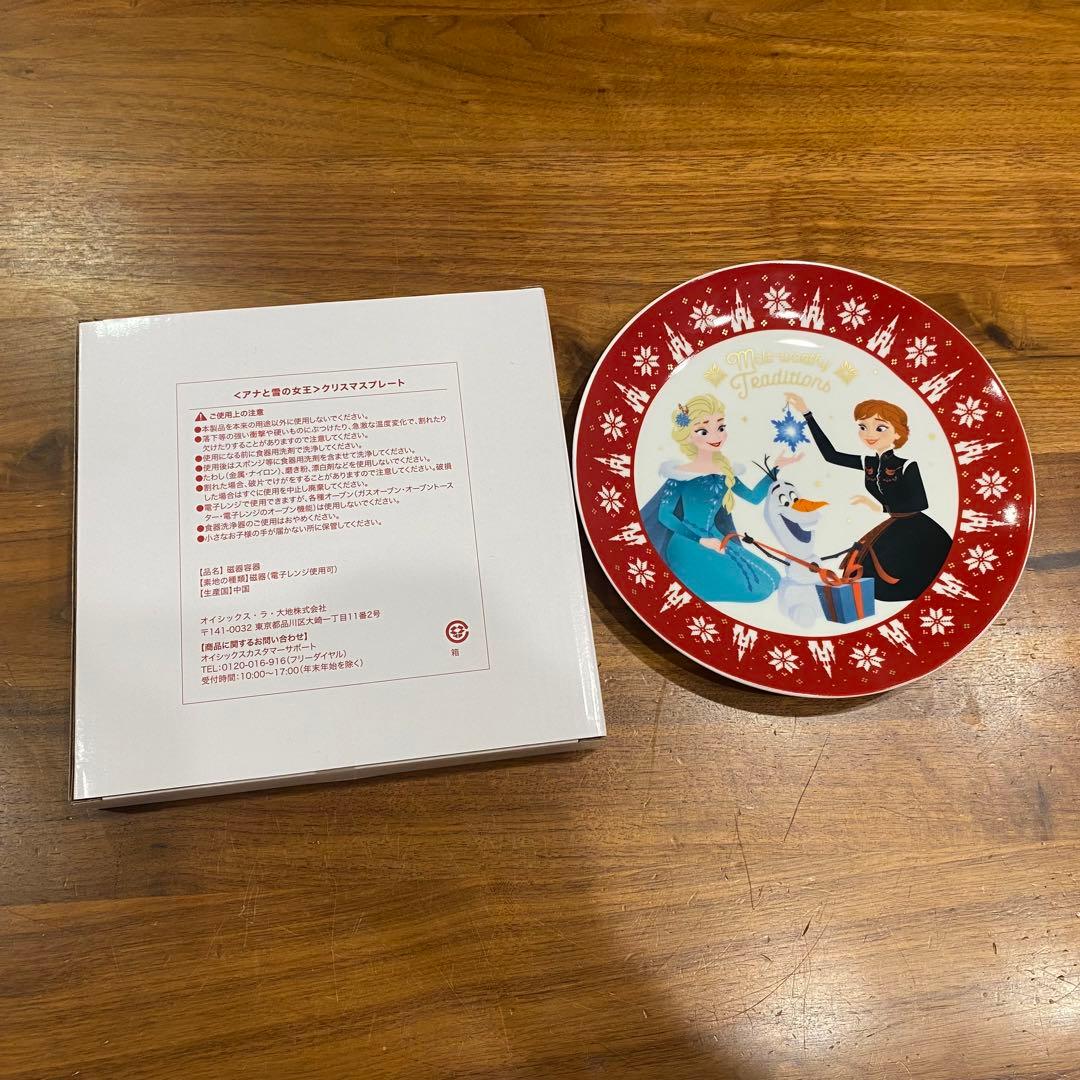 <アナと雪の女王>クリスマスプレート
ご使用上の注意
●本製品を本来の用途以外に使用しないでください。
●落下等の強い衝撃や硬いものにぶつけたり、急激な温度変化で、割れたり
欠けたりすることがありますので注意してください。
●使用になる前に食器用洗剤で洗浄してください。
●使用後はスポンジ等に食器用洗剤を含ませて洗浄してください。
●たわし(金属・ナイロン)、磨き粉、漂白剤などを使用しないでください。
●割れた場合、破片でけがをすることがありますので注意してください。破損
した場合はすぐに使用を中止し廃棄してください。
●電子レンジで使用できますが、各種オーブン(ガスオーブン・オーブントース
ター・電子レンジのオーブン機能)は使用しないでください。
●食器洗浄器のご使用はおやめください。
●小さなお子様の手が届かない所に保管してください。
【品名】磁器容器
【素地の種類】磁器(電子レンジ使用可)
【生産国】中国
オイシックス・ラ・大地株式会社
〒141-0032 東京都品川区大崎一丁目11番2号
【商品に関するお問い合わせ】
オイシックスカスタマーサポート
TEL:0120-016-916(フリーダイヤル)
受付時間:10:00〜17:00(年末年始を除く)
箱
Melt-worthy
Traditions